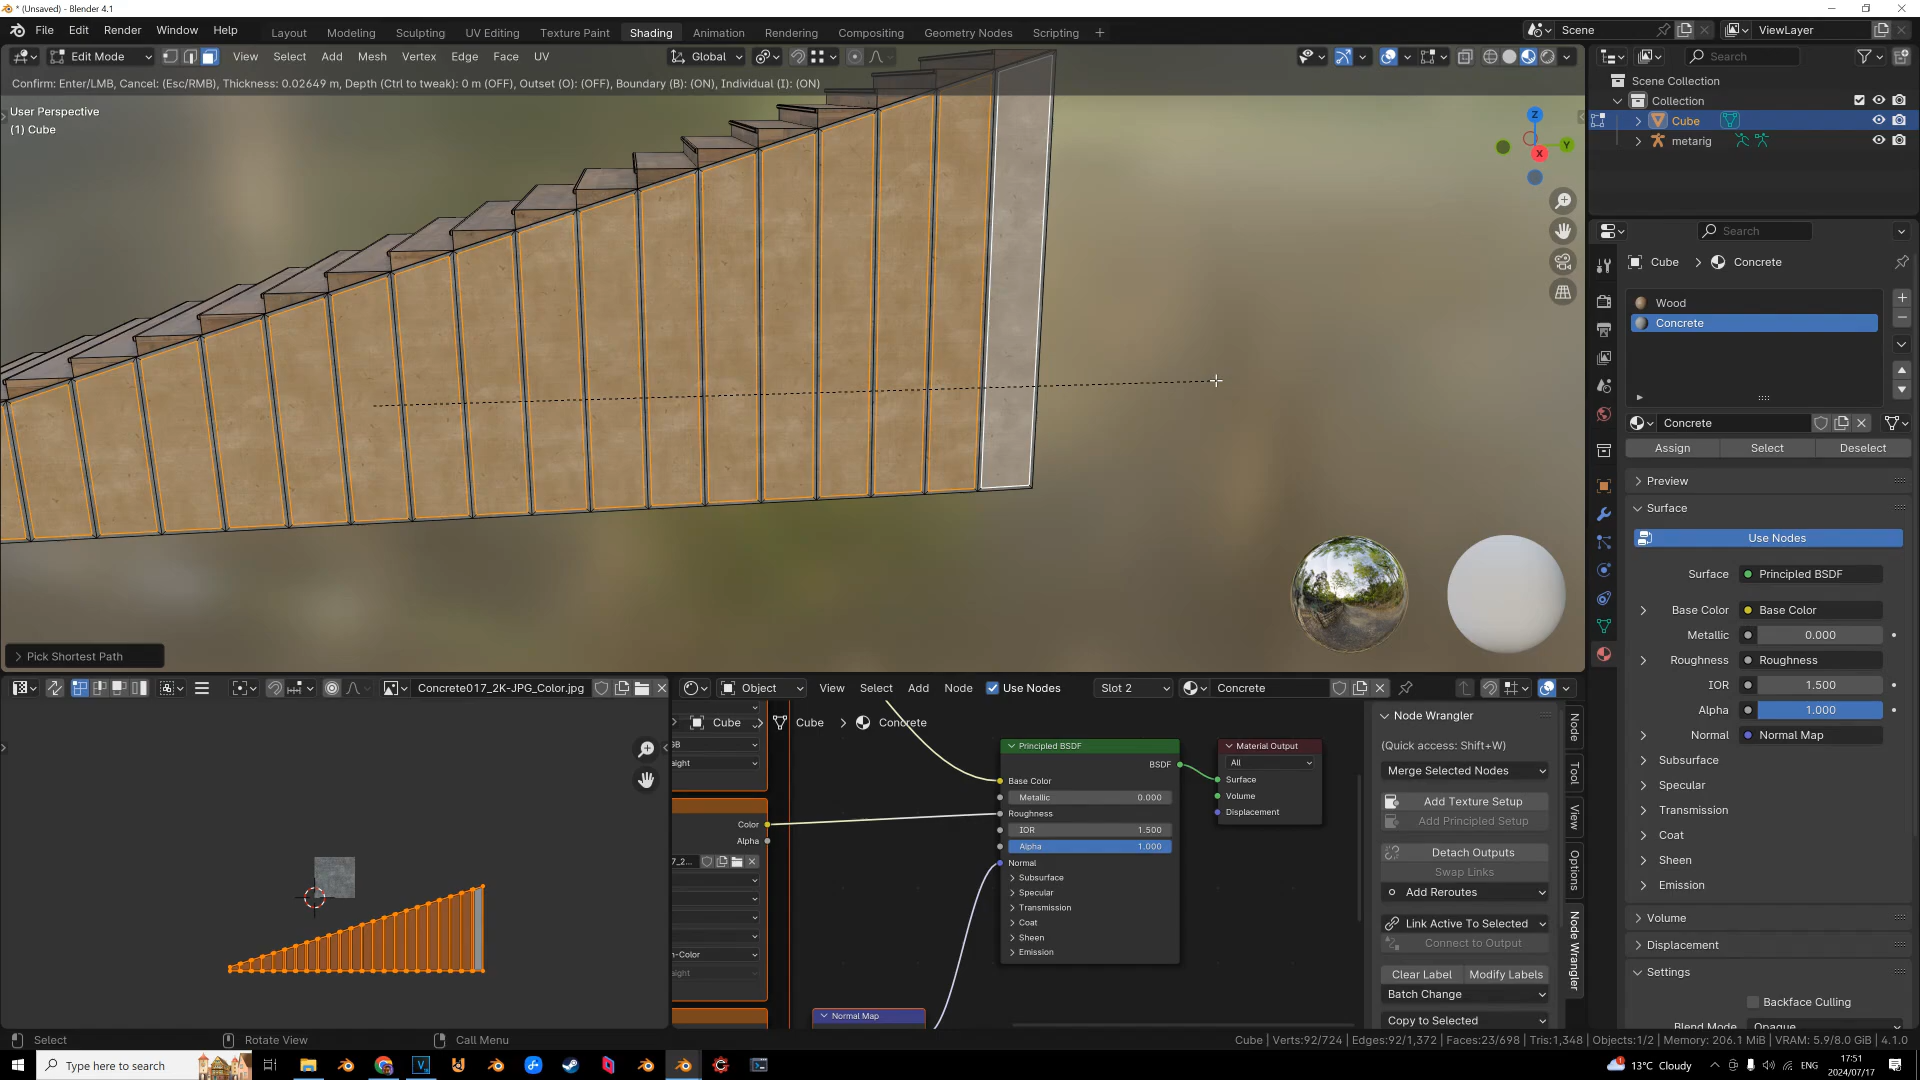 * (Unsaved) - Blender 4.1
File Edit Render Window Help
Layout Modeling Sculpting UV Editing Texture Paint Shading Animation Rendering Compositing Geometry Nodes Scripting +
Scene
ViewLayer
Edit Mode View Select Add Mesh Vertex Edge Face UV
Global
Confirm: Enter/LMB, Cancel: (Esc/RMB), Thickness: 0.02649 m, Depth (Ctrl to tweak): 0 m (OFF), Outset (O): (OFF), Boundary (B): (ON), Individual (I): (ON)
User Perspective
(1) Cube
Z
Y
X
Pick Shortest Path
Search
Scene Collection
Collection
Cube
metarig
Search
Cube > Concrete
Wood
Concrete
Concrete
Assign Select Deselect
Preview
Surface
Use Nodes
Surface Principled BSDF
Base Color Base Color
Metallic 0.000
Roughness Roughness
IOR 1.500
Alpha 1.000
Normal Normal Map
Subsurface
Specular
Transmission
Coat
Sheen
Emission
Volume
Displacement
Settings
Backface Culling
Blend Mode Opaque
Concrete017_2K-JPG_Color.jpg
Object View Select Add Node Use Nodes Slot 2 Concrete
Cube > Cube > Concrete
Color
Alpha
Principled BSDF
BSDF
Base Color
Metallic 0.000
Roughness
IOR 1.500
Alpha 1.000
Normal
Subsurface
Specular
Transmission
Coat
Sheen
Emission
Material Output
All
Surface
Volume
Displacement
Normal Map
Node Wrangler
(Quick access: Shift+W)
Merge Selected Nodes
Add Texture Setup
Add Principled Setup
Detach Outputs
Swap Links
Add Reroutes
Link Active To Selected
Connect to Output
Clear Label Modify Labels
Batch Change
Copy to Selected
Node
Tool
View
Options
Node Wrangler
Select Rotate View Call Menu
Cube | Verts:92/724 | Edges:92/1,372 | Faces:23/698 | Tris:1,348 | Objects:1/2 | Memory: 206.1 MiB | VRAM: 5.9/8.0 GiB | 4.1.0
Type here to search
13°C Cloudy
ENG
17:51
2024/07/17